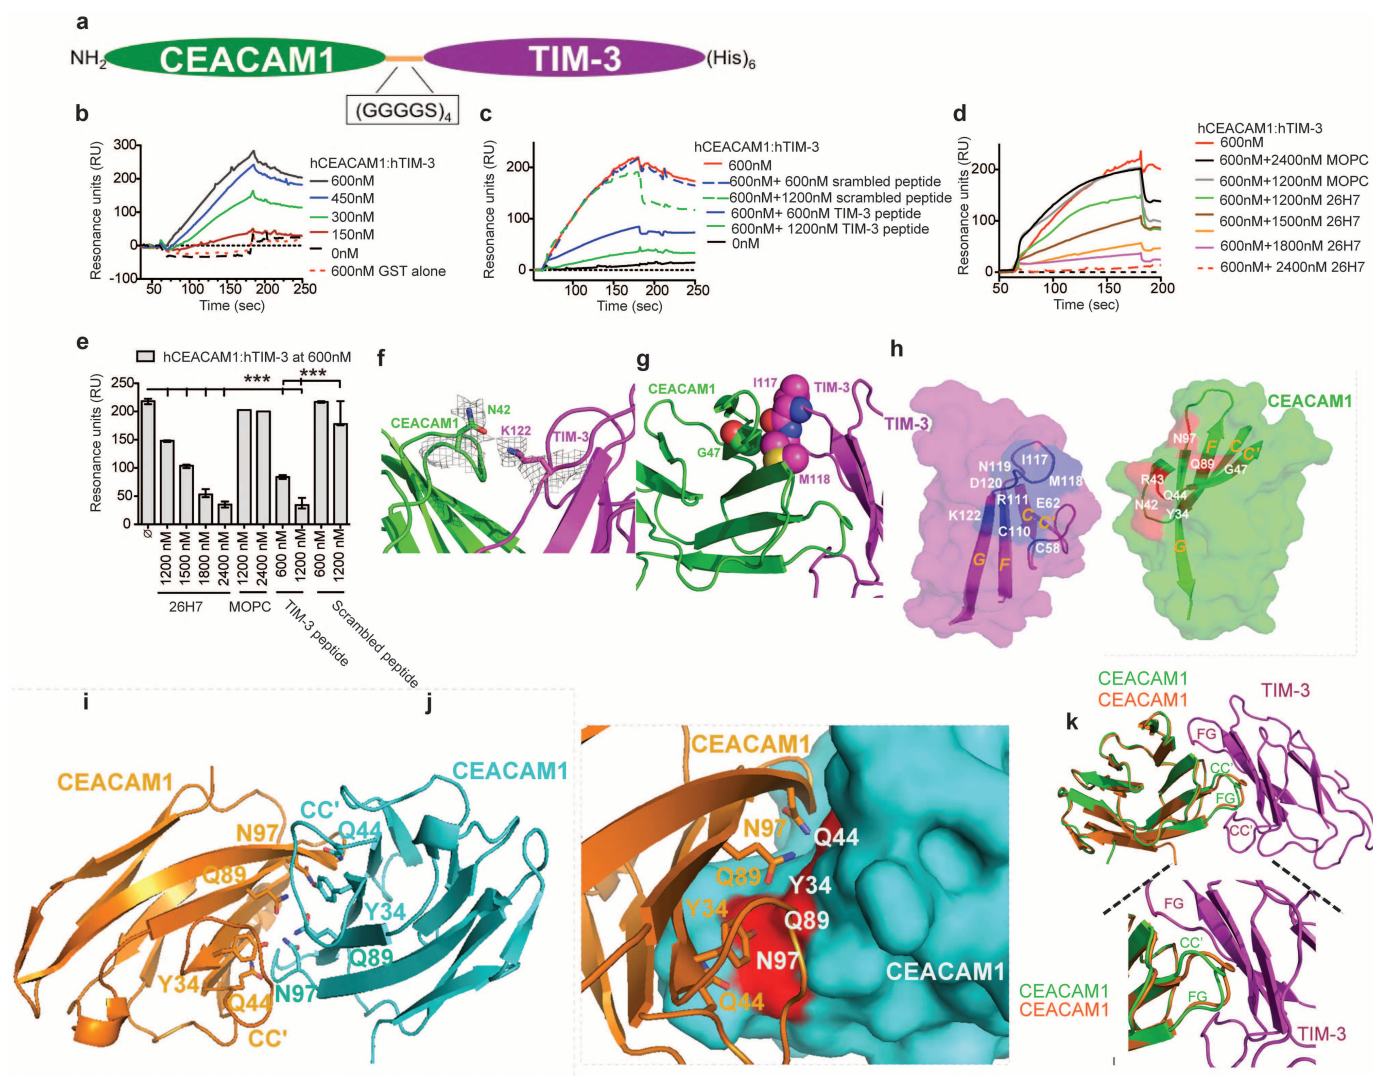 a
NH2 CEACAM1 TIM-3 (His)6
(GGGGS)4
b
Resonance units (RU)
300
200
100
0
-100
50 100 150 200 250
Time (sec)
hCEACAM1:hTIM-3
600nM
450nM
300nM
150nM
0nM
600nM GST alone
c
Resonance units (RU)
200
100
0
100 150 200 250
Time (sec)
hCEACAM1:hTIM-3
600nM
600nM+ 600nM srambled peptide
600nM+1200nM scrambled peptide
600nM+ 600nM TIM-3 peptide
600nM+ 1200nM TIM-3 peptide
0nM
d
Resonance units (RU)
200
100
0
50 100 150 200
Time (sec)
hCEACAM1:hTIM-3
600nM
600nM+2400nM MOPC
600nM+1200nM MOPC
600nM+1200nM 26H7
600nM+1500nM 26H7
600nM+1800nM 26H7
600nM+ 2400nM 26H7
e
hCEACAM1:hTIM-3 at 600nM
Resonance units (RU)
250
200
150
100
50
0
*** ***
Ø
1200 nM
1500 nM
1800 nM
2400 nM
1200 nM
2400 nM
600 nM
1200 nM
600 nM
1200 nM
26H7
MOPC
TIM-3 peptide
Scrambled peptide
f
CEACAM1
N42
K122
TIM-3
g
CEACAM1
I117
TIM-3
G47
M118
h
TIM-3
N119
I117
D120
M118
R111
E62
K122
C
C'
C110
C58
G
F
CEACAM1
N97
F
C
C'
Q89
G47
R43
Q44
N42
Y34
G
i
CEACAM1
CEACAM1
CC'
N97
Q44
Q89
Y34
Q89
Y34
N97
Q44
CC'
j
CEACAM1
N97
Q44
Q89
Y34
Y34
Q89
N97
Q44
CEACAM1
k
CEACAM1
CEACAM1
TIM-3
FG
CC'
FG
CC'
FG
CC'
FG
CEACAM1
CEACAM1
TIM-3